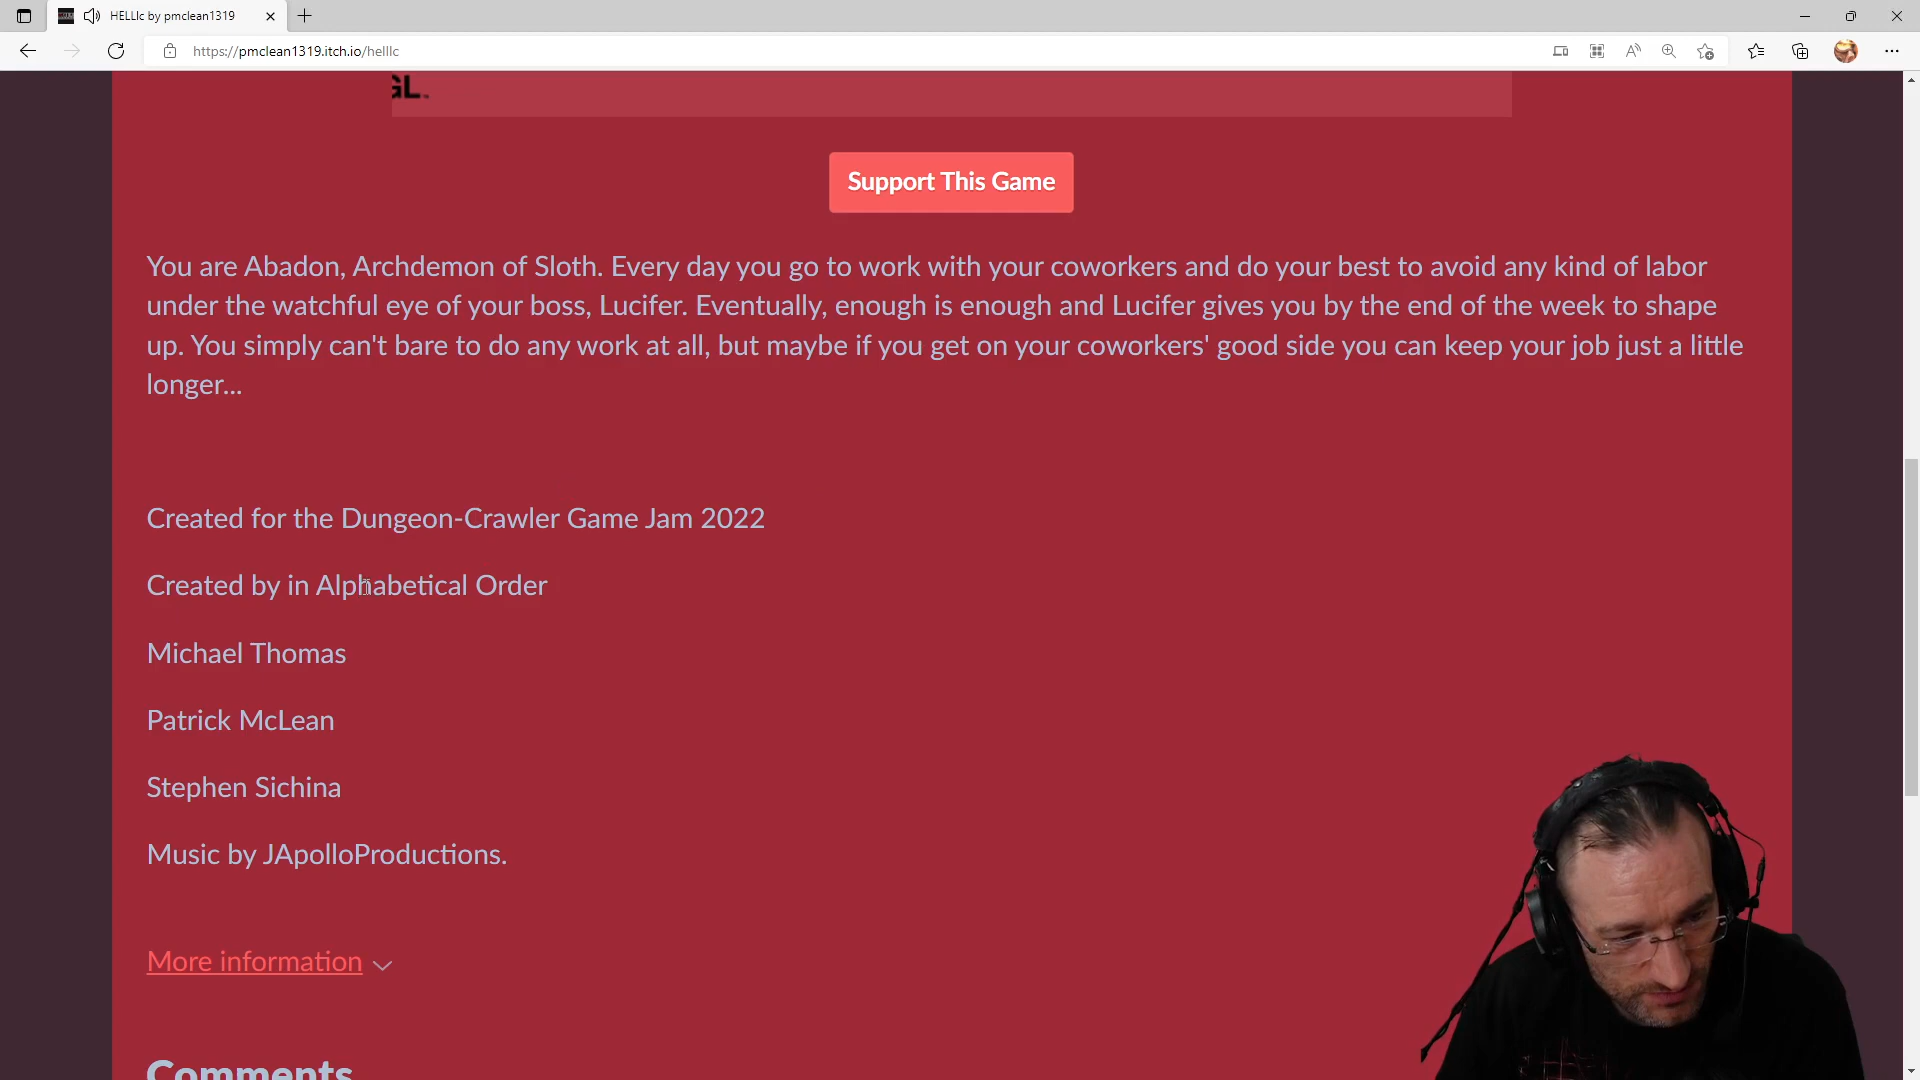 HELLIc by pmclean1319
https://pmclean1319.itch.io/helllc
GL.
Support This Game
You are Abadon, Archdemon of Sloth. Every day you go to work with your coworkers and do your best to avoid any kind of labor
under the watchful eye of your boss, Lucifer. Eventually, enough is enough and Lucifer gives you by the end of the week to shape
up. You simply can't bare to do any work at all, but maybe if you get on your coworkers' good side you can keep your job just a little
longer...
Created for the Dungeon-Crawler Game Jam 2022
Created by in Alphabetical Order
Michael Thomas
Patrick McLean
Stephen Sichina
Music by JApolloProductions.
More information
Comments